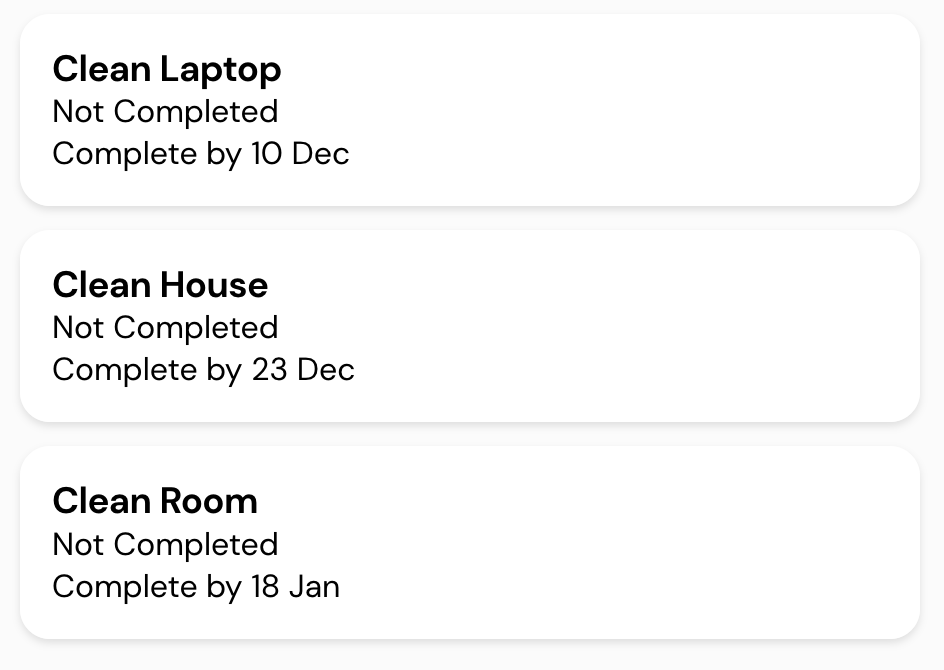 Clean Laptop
Not Completed
Complete by 10 Dec
Clean House
Not Completed
Complete by 23 Dec
Clean Room
Not Completed
Complete by 18 Jan